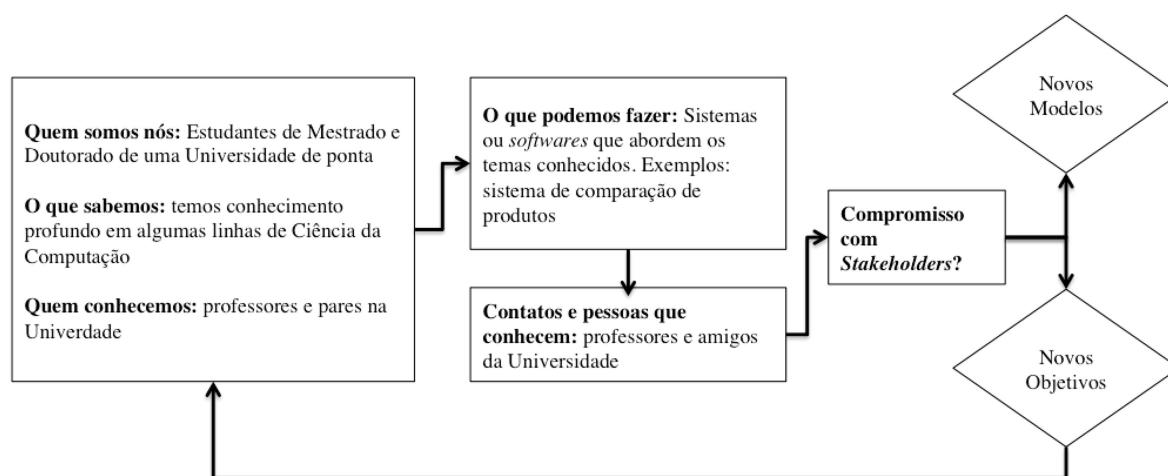 Quem somos nós: Estudantes de Mestrado e
Doutorado de uma Universidade de ponta
O que sabemos: temos conhecimento
profundo em algumas linhas de Ciência da
Computação
Quem conhecemos: professores e pares na
Univerdade
O que podemos fazer: Sistemas
ou softwares que abordem os
temas conhecidos. Exemplos:
sistema de comparação de
produtos
Contatos e pessoas que
conhecem: professores e amigos
da Universidade
Compromisso
com
Stakeholders?
Novos
Modelos
Novos
Objetivos